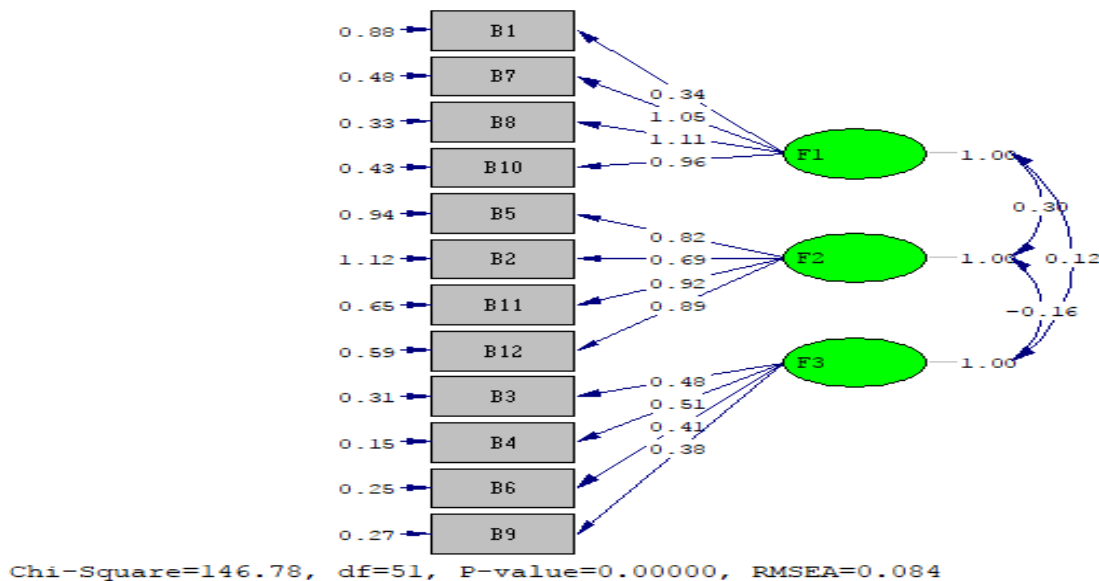 0.88 B1
0.48 B7
0.34
1.05
0.33 B8
1.11
F1 1.00
0.43 B10
0.96
0.94 B5
0.30
0.82
1.12 B2
0.69
F2 1.00 0.12
0.92
0.65 B11
0.89
-0.16
0.59 B12
F3 1.00
0.48
0.31 B3
0.51
0.41
0.15 B4
0.38
0.25 B6
0.27 B9
Chi-Square=146.78, df=51, P-value=0.00000, RMSEA=0.084